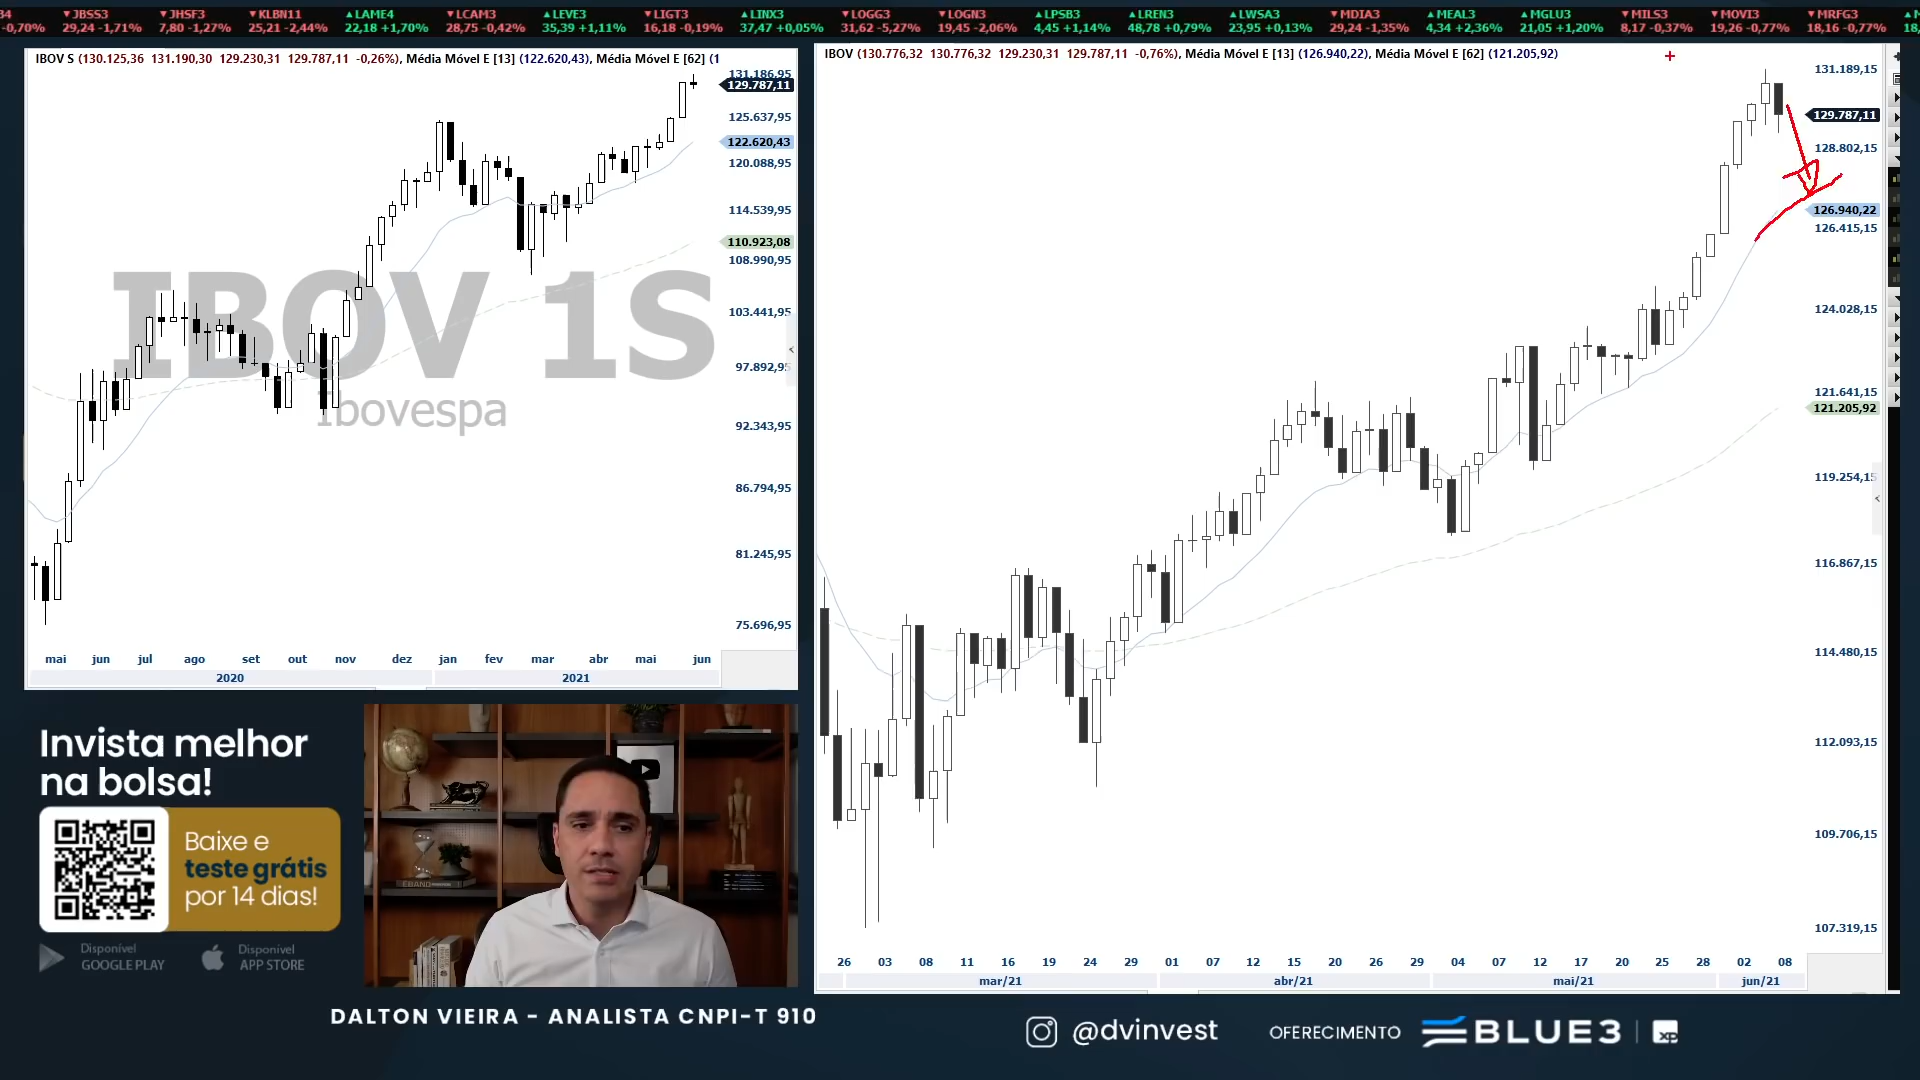 ▼JBSS3 ▼JHSF3 ▼KLBN11 ▲LAME4 ▼LCAM3 ▲LEVE3 ▼LIGT3 ▲LINX3 ▼LOGG3 ▼LOGN3 ▲LPSB3 ▲LREN3 ▲LWSA3 ▼MDIA3 ▲MEAL3 ▲MGLU3 ▼MILS3 ▼MOVI3 ▼MRFG3
-0,70% 29,24 -1,71% 7,80 -1,27% 25,21 -2,44% 22,18 +1,70% 28,75 -0,42% 35,39 +1,11% 16,18 -0,19% 37,47 +0,05% 31,62 -5,27% 19,45 -2,06% 4,45 +1,14% 48,78 +0,79% 23,95 +0,13% 29,24 -1,35% 4,34 +2,36% 21,05 +1,20% 8,17 -0,37% 19,26 -0,77% 18,16 -0,77% 18,
IBOV S (130.125,36 131.190,30 129.230,31 129.787,11 -0,26%), Média Móvel E [13] (122.620,43), Média Móvel E [62] (1
131.186,95
129.787,11
125.637,95
122.620,43
120.088,95
114.539,95
110.923,08
108.990,95
103.441,95
97.892,95
92.343,95
86.794,95
81.245,95
75.696,95
IBOV 1S
Ibovespa
mai jun jul ago set out nov dez jan fev mar abr mai jun
2020 2021
IBOV (130.776,32 130.776,32 129.230,31 129.787,11 -0,76%), Média Móvel E [13] (126.940,22), Média Móvel E [62] (121.205,92)
131.189,15
129.787,11
128.802,15
126.940,22
126.415,15
124.028,15
121.641,15
121.205,92
119.254,15
116.867,15
114.480,15
112.093,15
109.706,15
107.319,15
26 03 08 11 16 19 24 29 01 07 12 15 20 26 29 04 07 12 17 20 25 28 02 08
mar/21 abr/21 mai/21 jun/21
Invista melhor
na bolsa!
Baixe e
teste grátis
por 14 dias!
Disponível
GOOGLE PLAY
Disponível
APP STORE
DALTON VIEIRA - ANALISTA CNPI-T 910
@dvinvest
OFERECIMENTO
BLUE3
XP